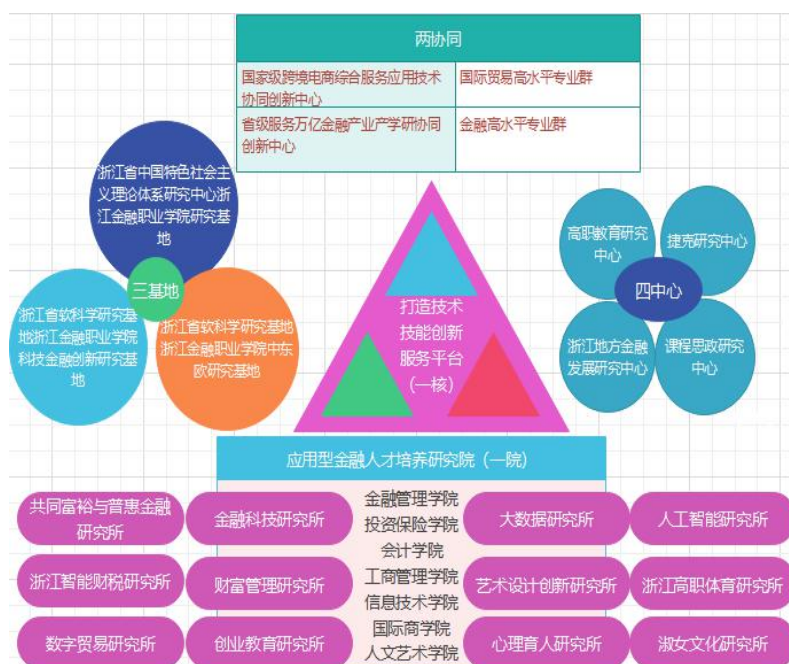 两协同
国家级跨境电商综合服务应用技术
协同创新中心
国际贸易高水平专业群
省级服务万亿金融产业产学研协同
创新中心
金融高水平专业群
浙江省中国特色社会主
义理论体系研究中心浙
江金融职业学院研究基
地
三基地
浙江省软科学研究基
地浙江金融职业学院
科技金融创新研究基
地
浙江省软科学研究基地
浙江金融职业学院中东
欧研究基地
打造技术
技能创新
服务平台
（一核）
高职教育研究
中心
捷克研究中心
四中心
浙江地方金融
发展研究中心
课程思政研究
中心
应用型金融人才培养研究院（一院）
共同富裕与普惠金融
研究所
金融科技研究所
浙江智能财税研究所
财富管理研究所
数字贸易研究所
创业教育研究所
金融管理学院
投资保险学院
会计学院
工商管理学院
信息技术学院
国际商学院
人文艺术学院
大数据研究所
人工智能研究所
艺术设计创新研究所
浙江高职体育研究所
心理育人研究所
淑女文化研究所